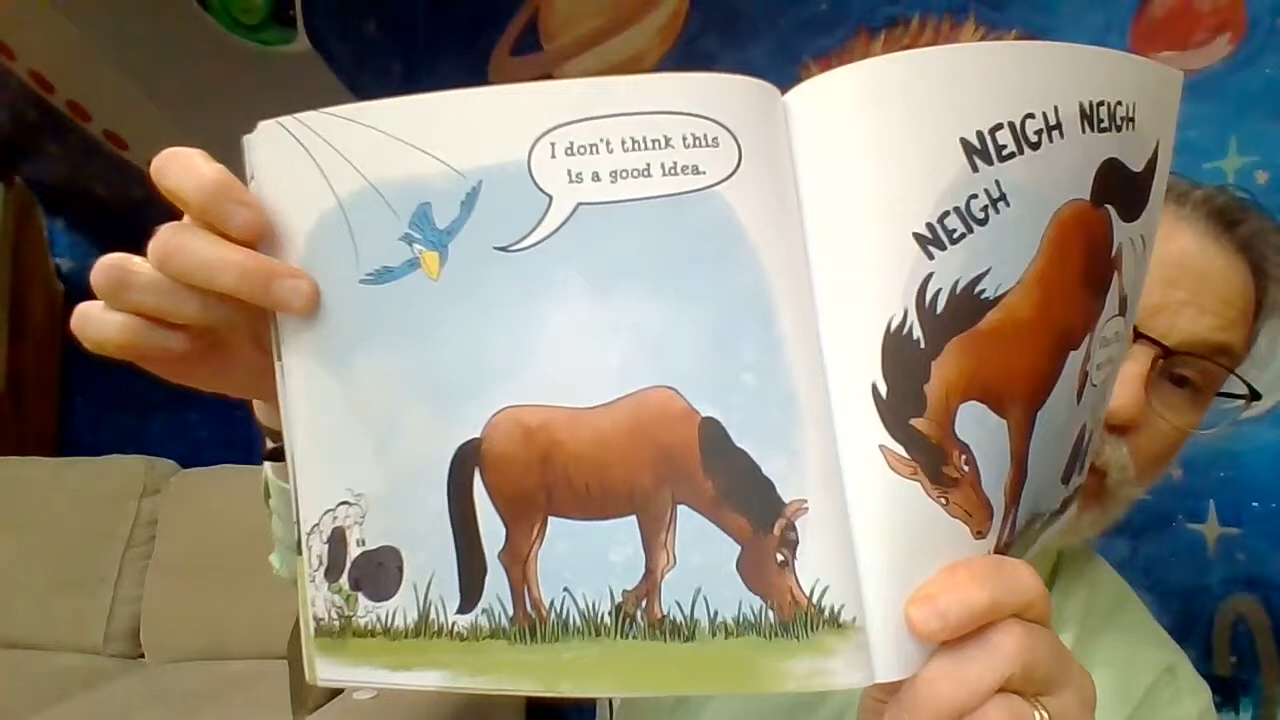 I don't think this
is a good idea.
NEIGH NEIGH
NEIGH